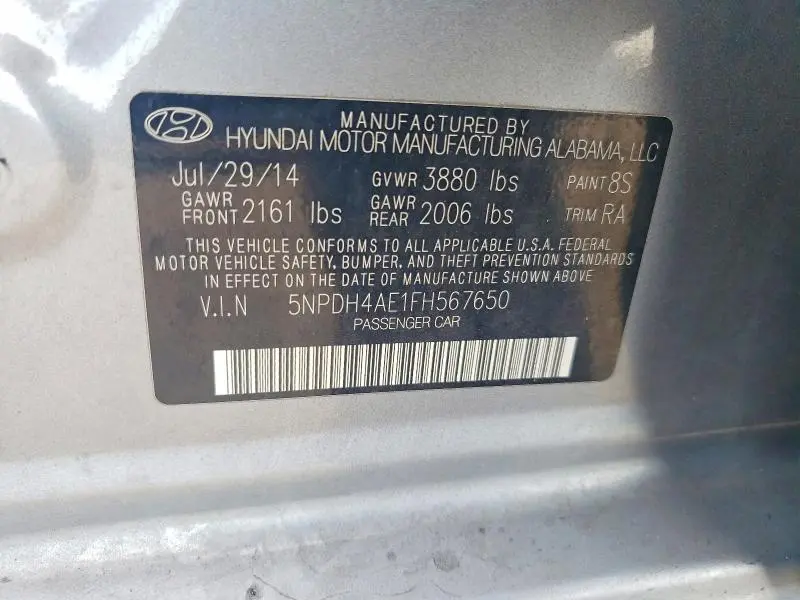 MANUFACTURED BY
HYUNDAI MOTOR MANUFACTURING ALABAMA, LLC
Jul/29/14 GVWR 3880 lbs PAINT 8S
GAWR FRONT 2161 lbs GAWR REAR 2006 lbs TRIM RA
THIS VEHICLE CONFORMS TO ALL APPLICABLE U.S.A. FEDERAL
MOTOR VEHICLE SAFETY, BUMPER, AND THEFT PREVENTION STANDARDS
IN EFFECT ON THE DATE OF MANUFACTURE SHOWN ABOVE
V.I.N 5NPDH4AE1FH567650
PASSENGER CAR